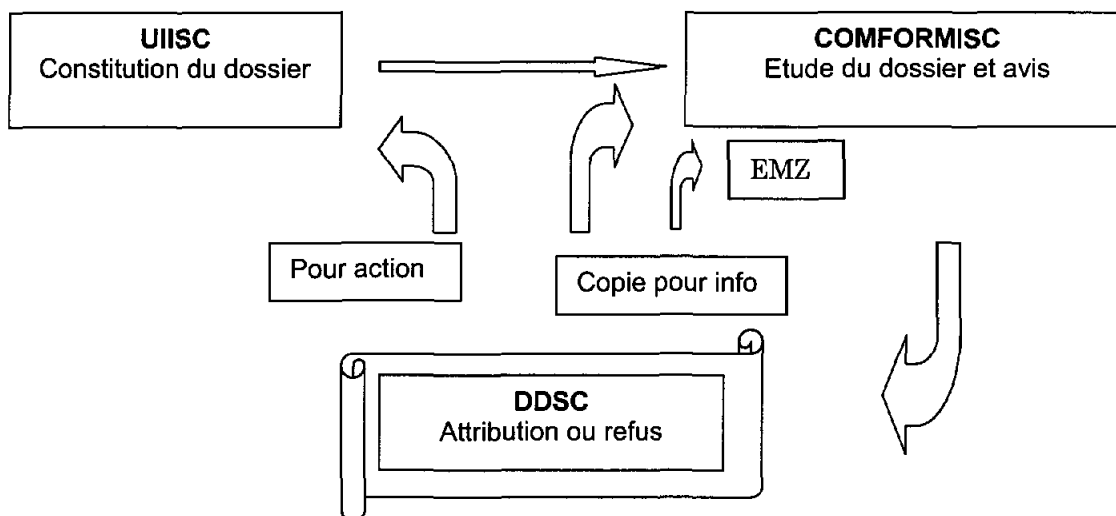 UIISC
Constitution du dossier
COMFORMISC
Etude du dossier et avis
EMZ
Pour action
Copie pour info
DDSC
Attribution ou refus